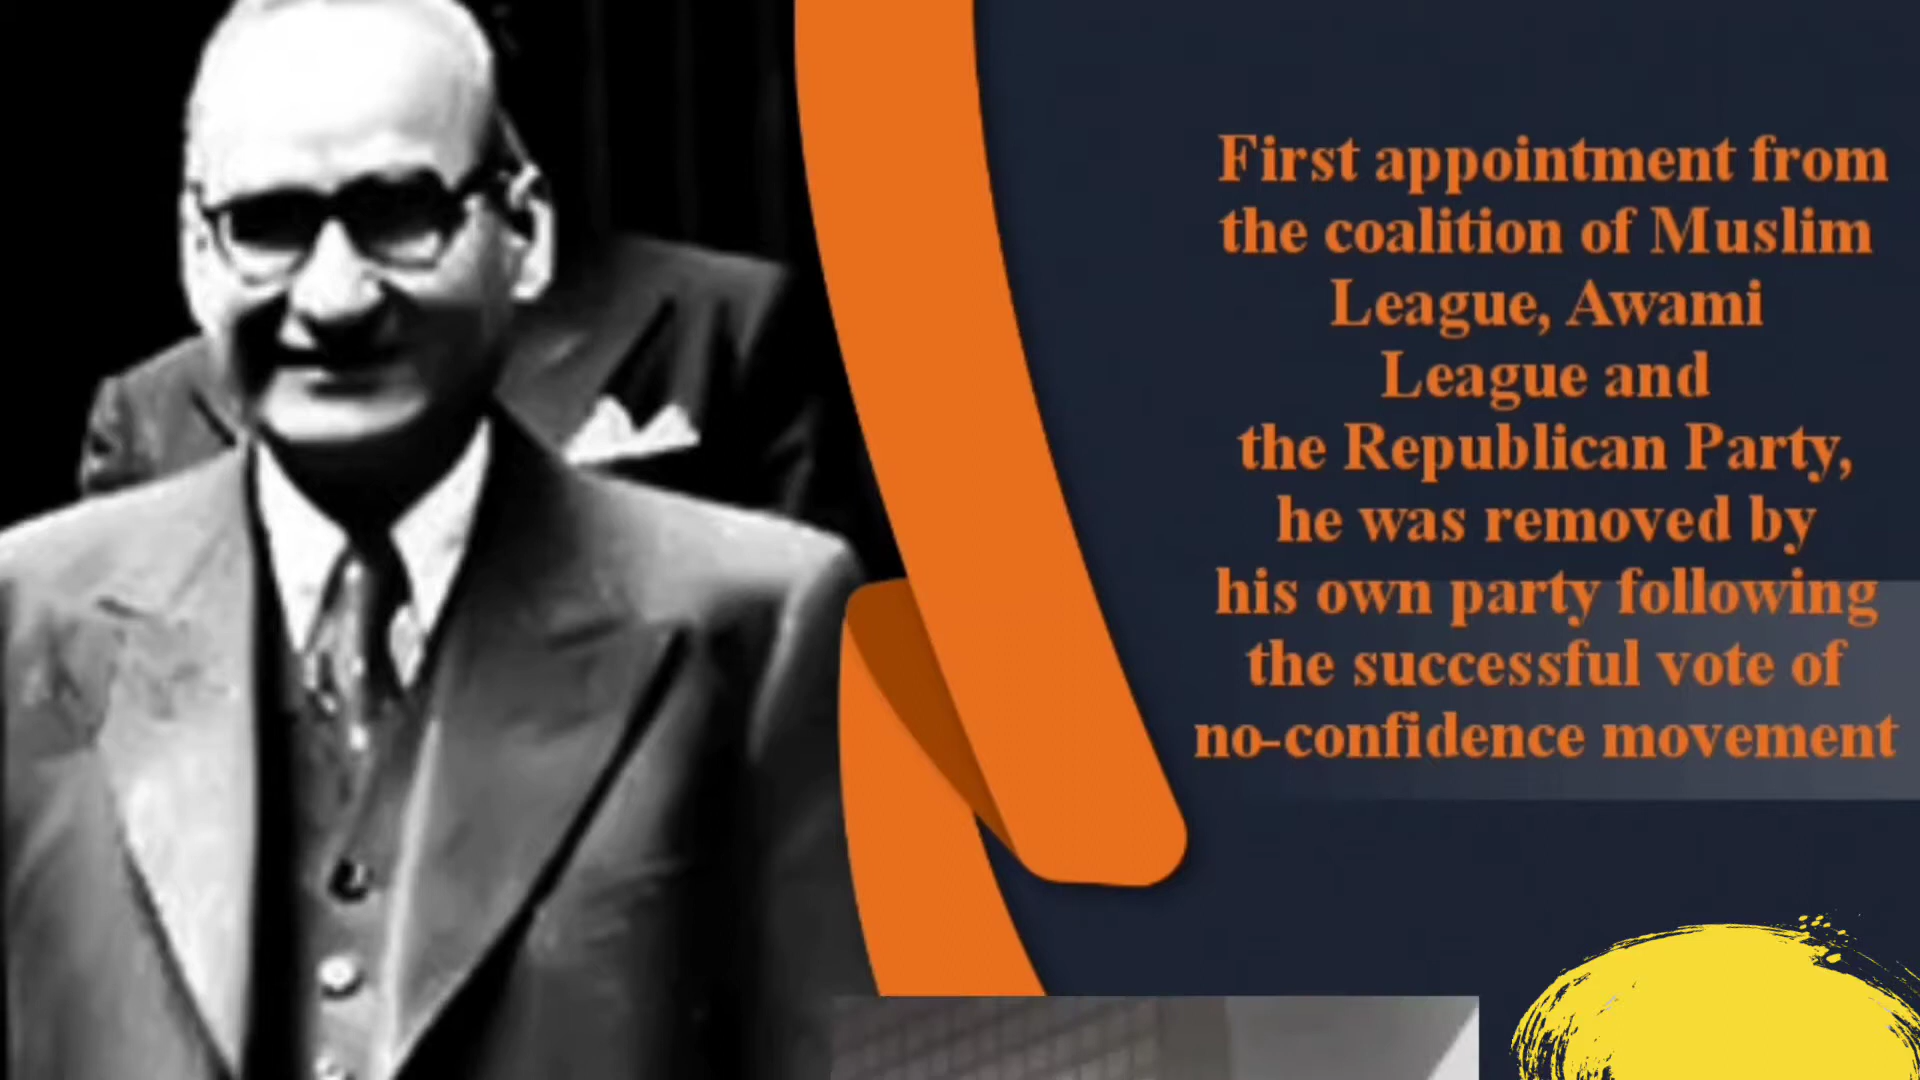 First appointment from
the coalition of Muslim
League, Awami
League and
the Republican Party,
he was removed by
his own party following
the successful vote of
no-confidence movement